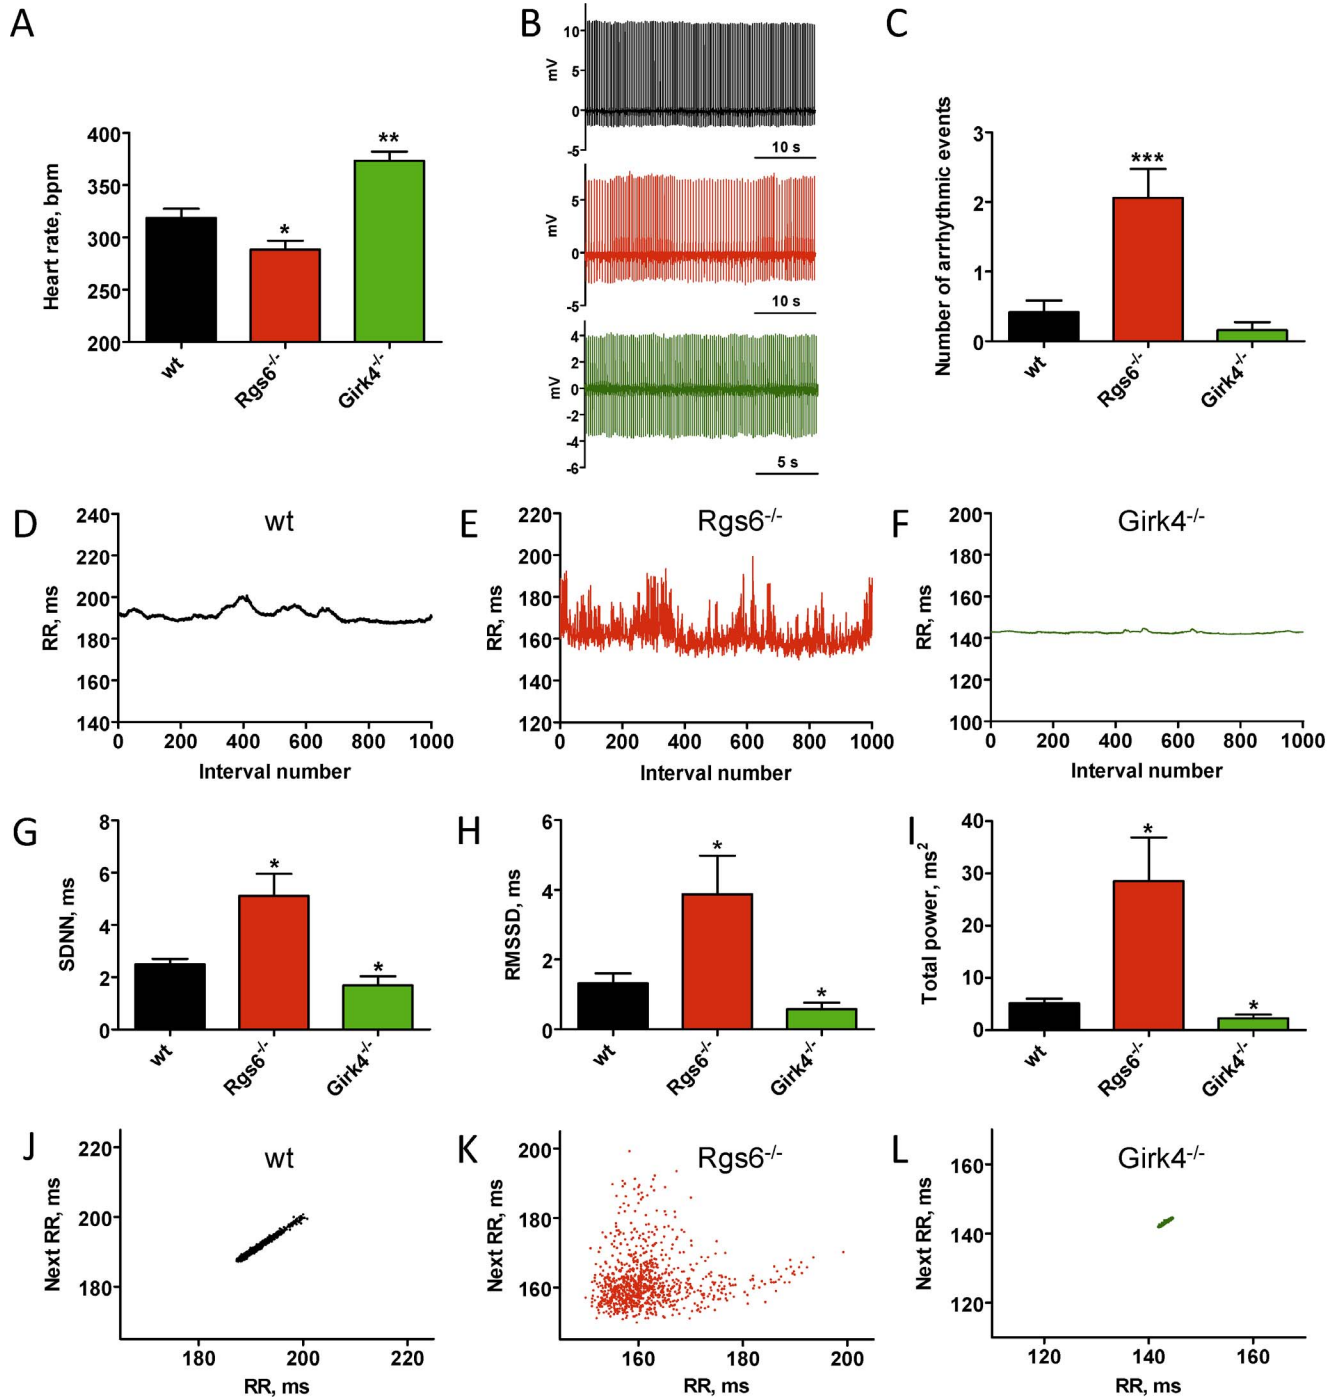 A
Heart rate, bpm
400
350
300
250
200
*
**
wt
Rgs6-/-
Girk4-/-
B
mV
10
5
0
-5
10 s
mV
5
0
-5
10 s
mV
4
2
0
-2
-4
-6
5 s
C
Number of arrhythmic events
3
2
1
0
***
wt
Rgs6-/-
Girk4-/-
D
wt
RR, ms
240
220
200
180
160
140
0 200 400 600 800 1000
Interval number
E
Rgs6-/-
RR, ms
220
200
180
160
140
120
0 200 400 600 800 1000
Interval number
F
Girk4-/-
RR, ms
200
180
160
140
120
100
0 200 400 600 800 1000
Interval number
G
SDNN, ms
8
6
4
2
0
*
*
wt
Rgs6-/-
Girk4-/-
H
RMSSD, ms
6
4
2
0
*
*
wt
Rgs6-/-
Girk4-/-
I
Total power, ms2
40
30
20
10
0
*
*
wt
Rgs6-/-
Girk4-/-
J
wt
Next RR, ms
220
200
180
180 200 220
RR, ms
K
Rgs6-/-
Next RR, ms
200
180
160
160 180 200
RR, ms
L
Girk4-/-
Next RR, ms
160
140
120
120 140 160
RR, ms